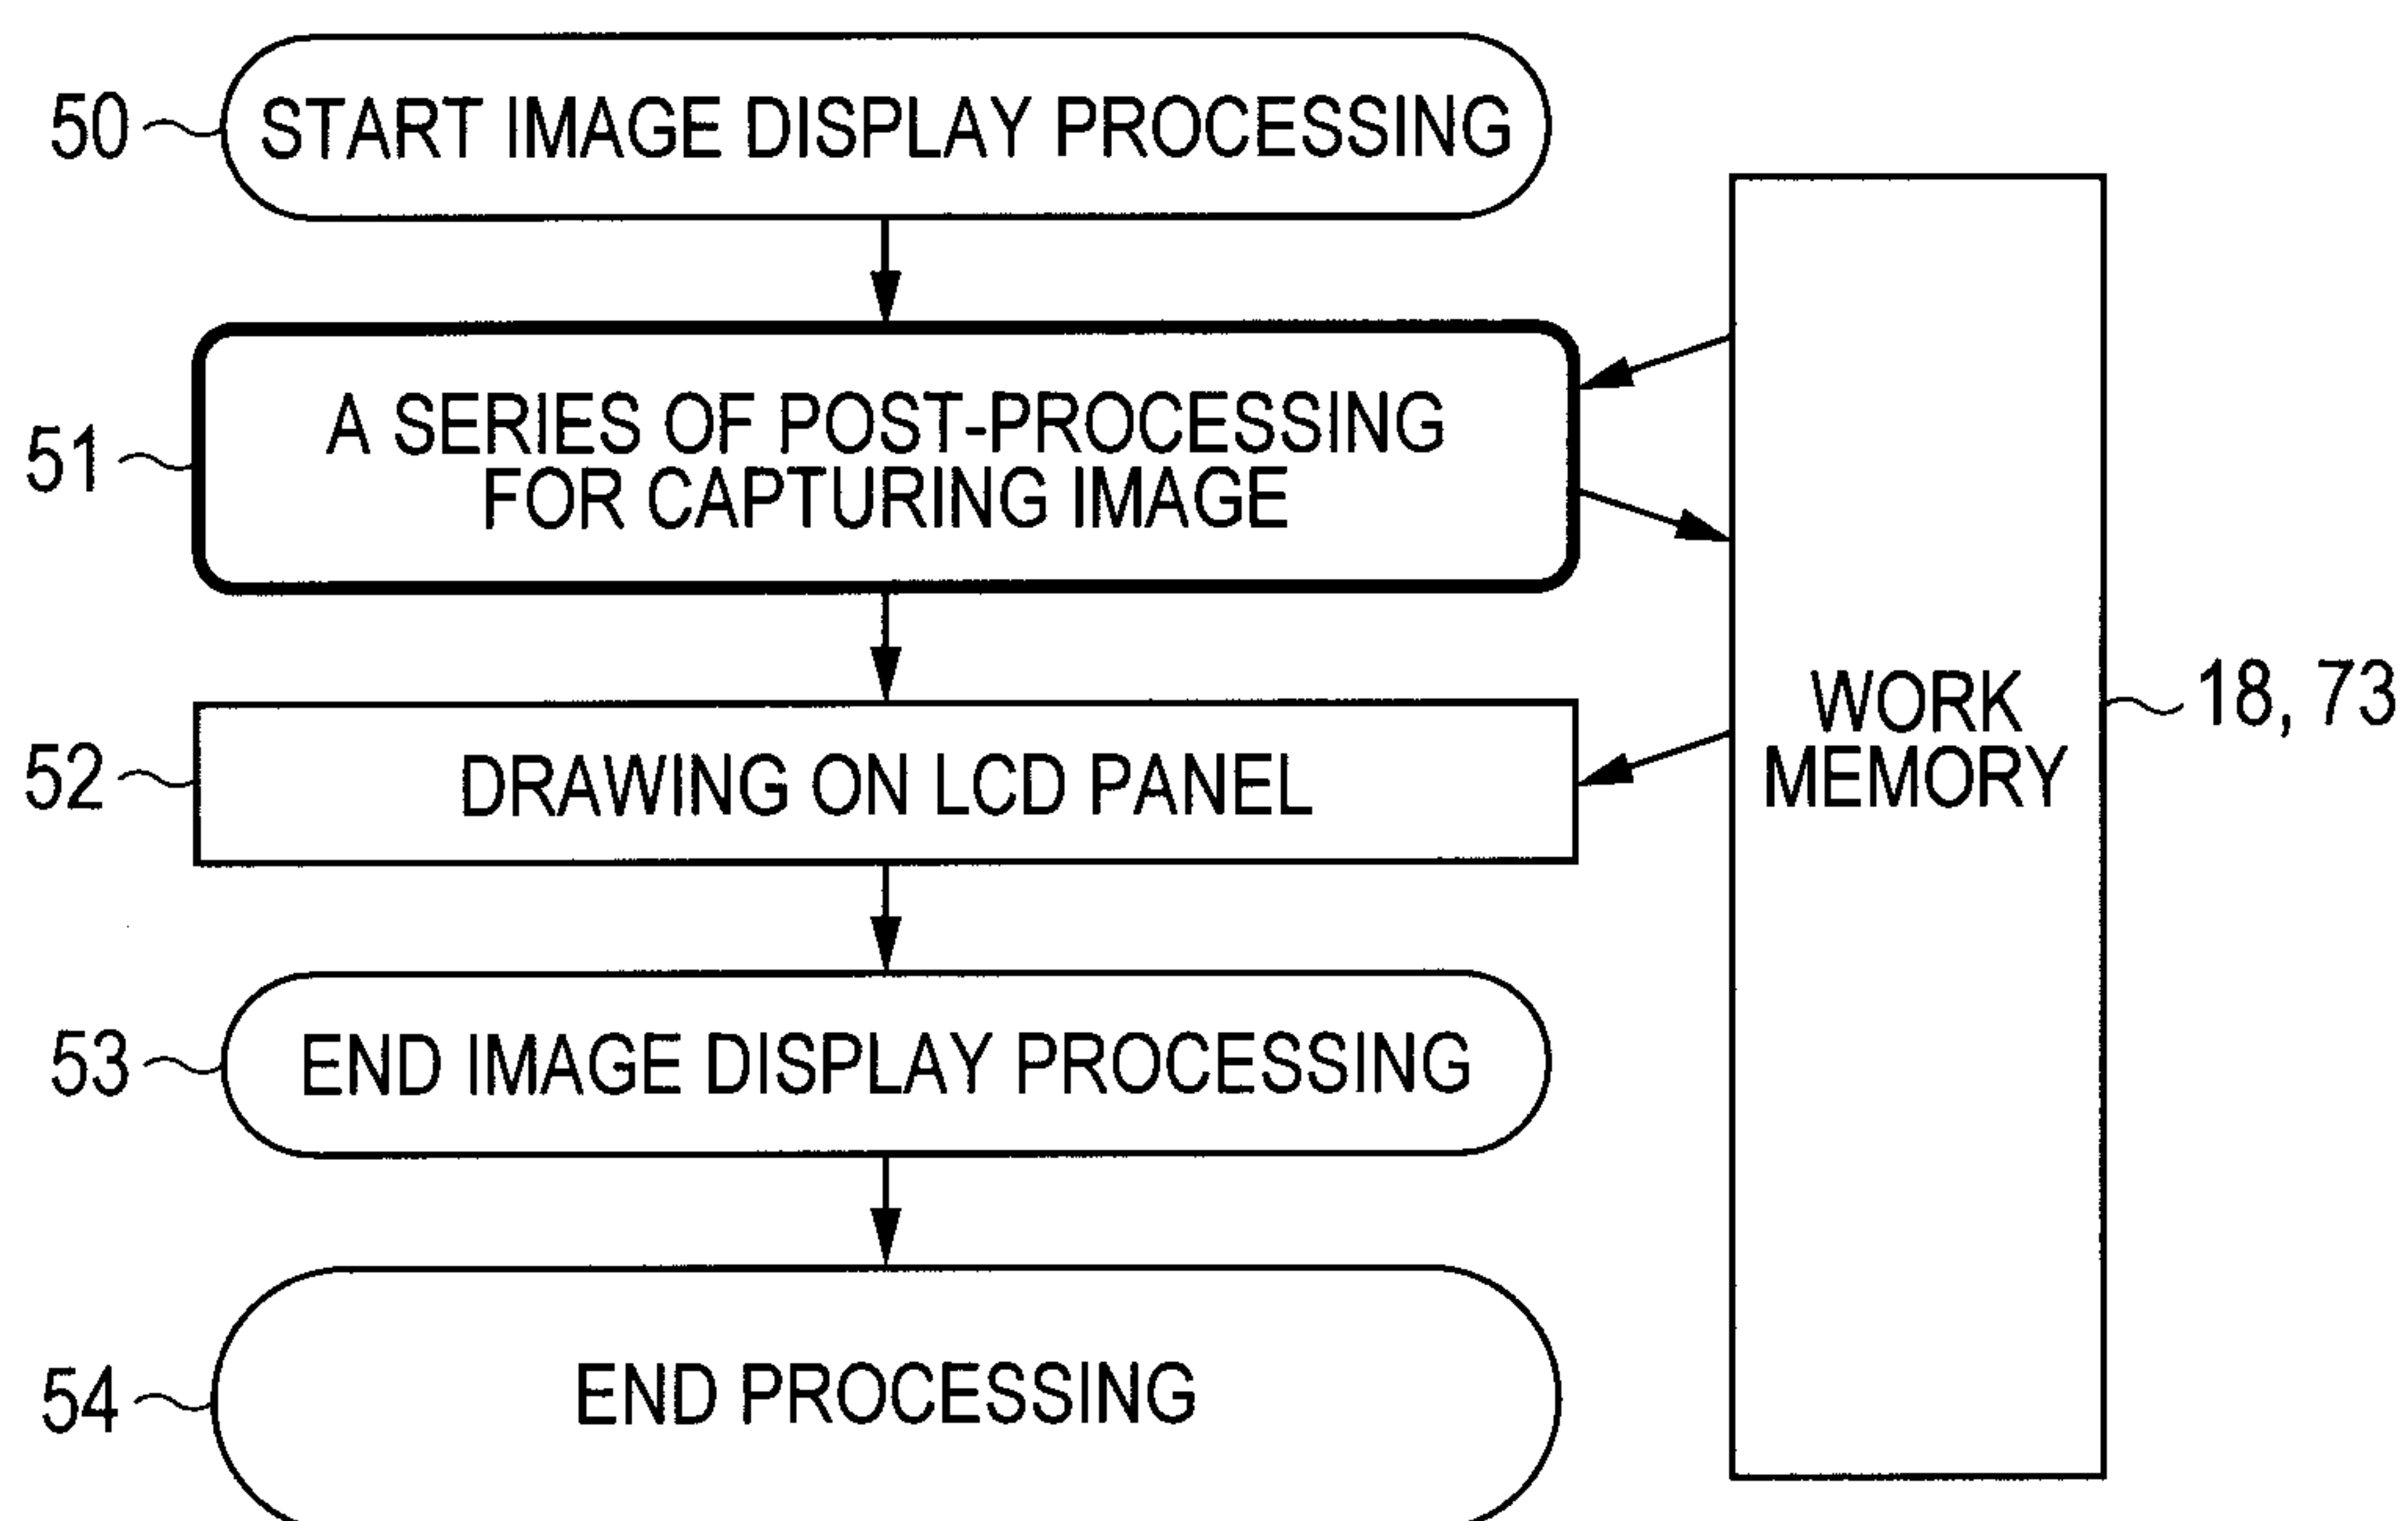 50
START IMAGE DISPLAY PROCESSING
51
A SERIES OF POST-PROCESSING
FOR CAPTURING IMAGE
52
DRAWING ON LCD PANEL
WORK
MEMORY
18, 73
53
END IMAGE DISPLAY PROCESSING
54
END PROCESSING